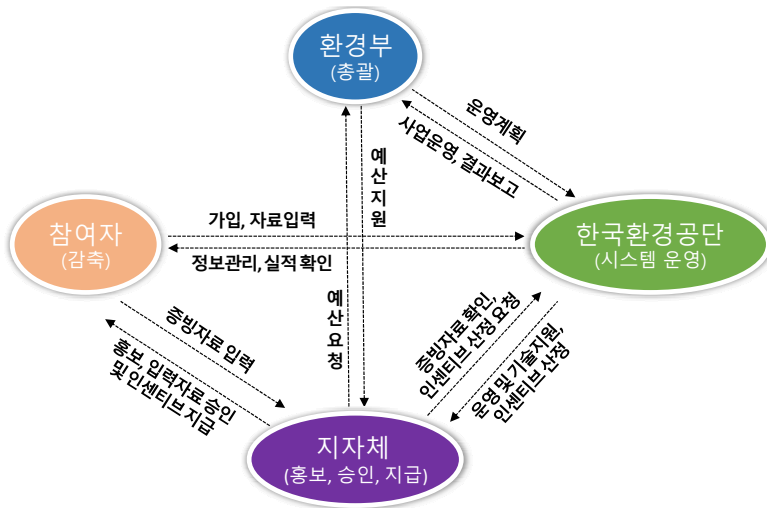 환경부
(총괄)
운영계획
사업운영, 결과보고
예산지원
가입, 자료입력
참여자
(감축)
한국환경공단
(시스템 운영)
정보관리, 실적 확인
예산요청
증빙자료 입력
홍보, 입력자료 승인
및 인센티브 지급
증빙자료 확인,
인센티브 산정 요청
운영 및 기술지원,
인센티브 산정
지자체
(홍보, 승인, 지급)